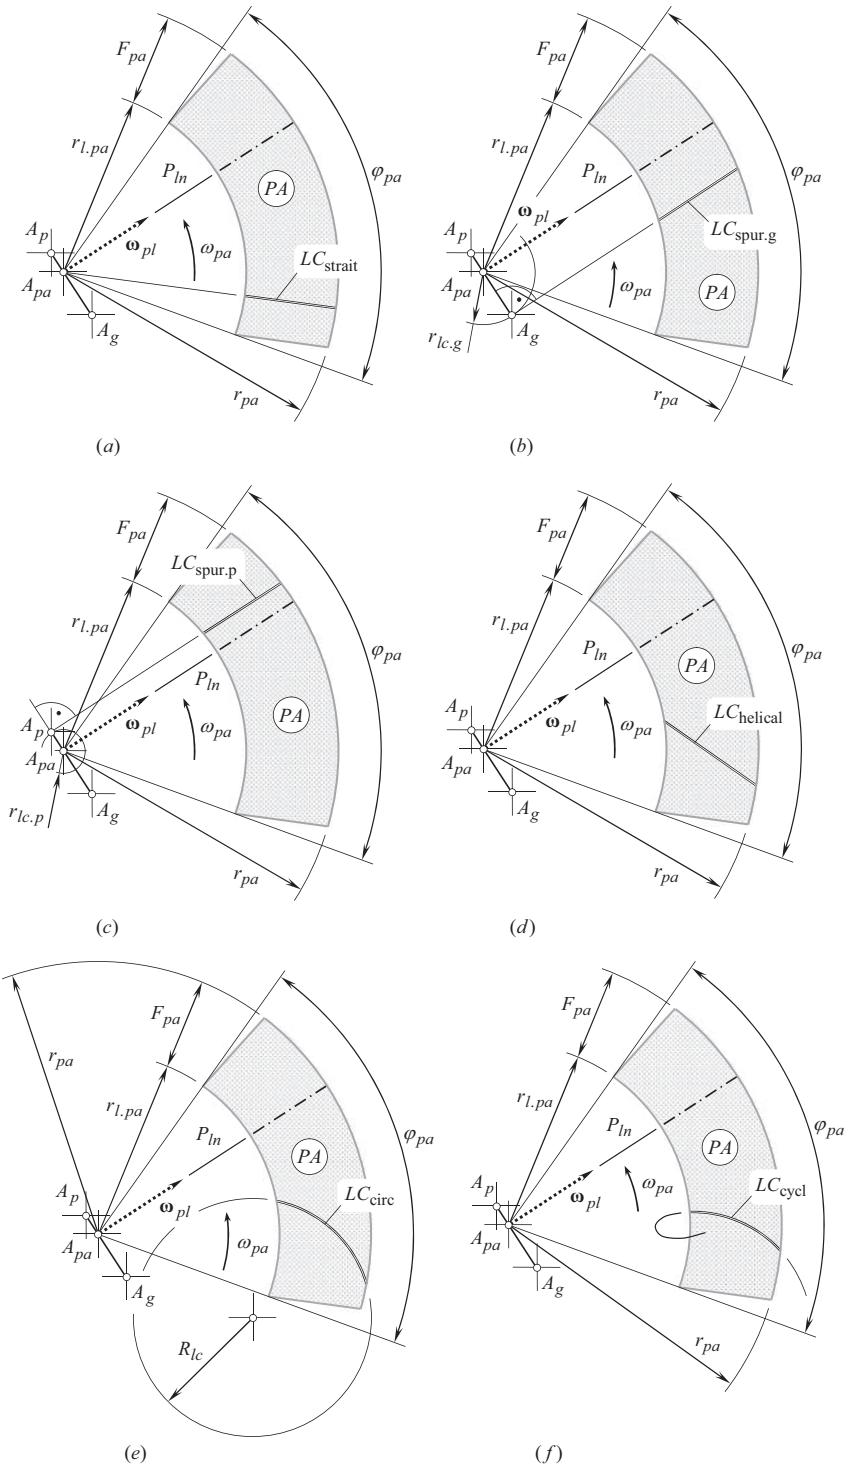 F_pa
r_l.pa
φ_pa
P_ln
PA
A_p
ω_pl
ω_pa
LC_strait
A_pa
A_g
r_pa
(a)
F_pa
r_l.pa
φ_pa
P_ln
ω_pl
LC_spur.g
A_p
A_pa
ω_pa
PA
r_lc.g
A_g
r_pa
(b)
F_pa
LC_spur.p
r_l.pa
φ_pa
P_ln
PA
A_p
ω_pl
ω_pa
A_pa
r_lc.p
A_g
r_pa
(c)
F_pa
r_l.pa
φ_pa
P_ln
PA
A_p
ω_pl
ω_pa
LC_helical
A_pa
A_g
r_pa
(d)
F_pa
r_pa
r_l.pa
φ_pa
P_ln
PA
A_p
ω_pl
LC_circ
A_pa
ω_pa
A_g
R_lc
(e)
F_pa
r_l.pa
φ_pa
P_ln
PA
A_p
ω_pl
ω_pa
LC_cycl
A_pa
A_g
r_pa
(f)